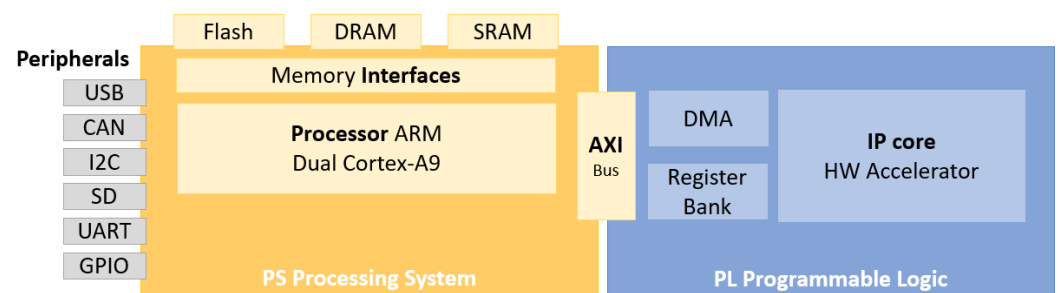 Flash
DRAM
SRAM
Peripherals
Memory Interfaces
USB
CAN
I2C
SD
UART
GPIO
Processor ARM
Dual Cortex-A9
AXI
Bus
DMA
Register
Bank
IP core
HW Accelerator
PS Processing System
PL Programmable Logic